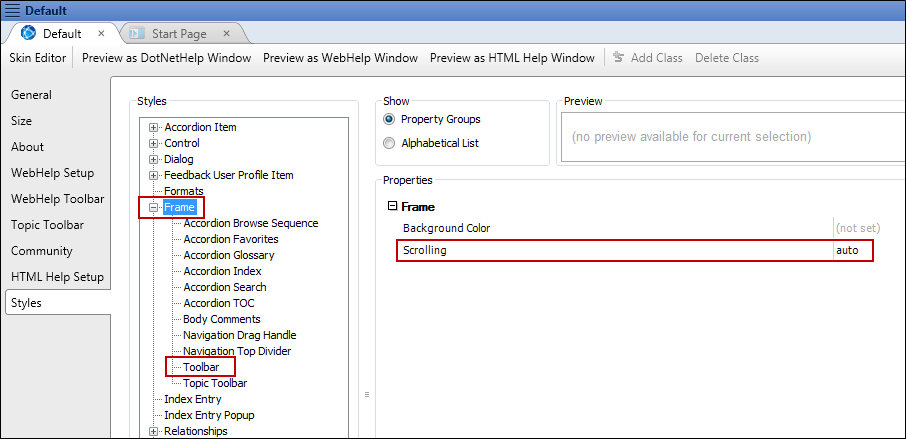 Default
Default × Start Page ×
Skin Editor Preview as DotNetHelp Window Preview as WebHelp Window Preview as HTML Help Window Add Class Delete Class
General
Size
About
WebHelp Setup
WebHelp Toolbar
Topic Toolbar
Community
HTML Help Setup
Styles
Styles
Accordion Item
Control
Dialog
Feedback User Profile Item
Formats
Frame
Accordion Browse Sequence
Accordion Favorites
Accordion Glossary
Accordion Index
Accordion Search
Accordion TOC
Body Comments
Navigation Drag Handle
Navigation Top Divider
Toolbar
Topic Toolbar
Index Entry
Index Entry Popup
Relationships
Show
Property Groups
Alphabetical List
Preview
(no preview available for current selection)
Properties
Frame
Background Color (not set)
Scrolling auto